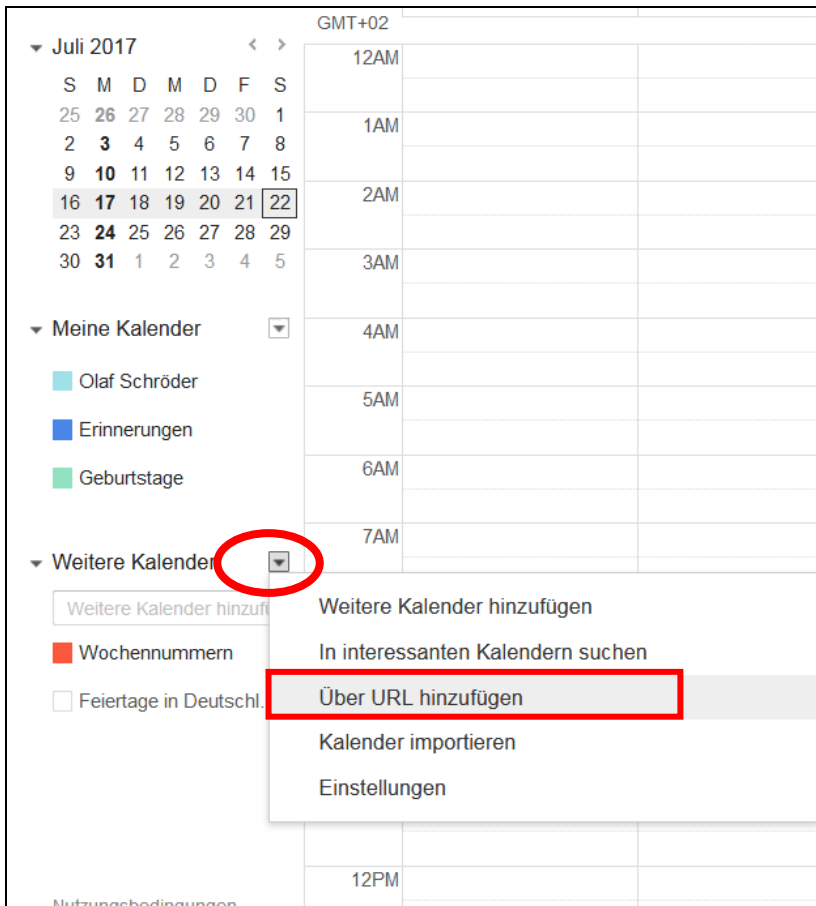 GMT+02
Juli 2017 < >
S M D M D F S
25 26 27 28 29 30 1
2 3 4 5 6 7 8
9 10 11 12 13 14 15
16 17 18 19 20 21 22
23 24 25 26 27 28 29
30 31 1 2 3 4 5
Meine Kalender
Olaf Schröder
Erinnerungen
Geburtstage
Weitere Kalender
Weitere Kalender hinzufü
Wochennummern
Feiertage in Deutschl.
Weitere Kalender hinzufügen
In interessanten Kalendern suchen
Über URL hinzufügen
Kalender importieren
Einstellungen
Nutzungsbedingungen
12AM
1AM
2AM
3AM
4AM
5AM
6AM
7AM
12PM